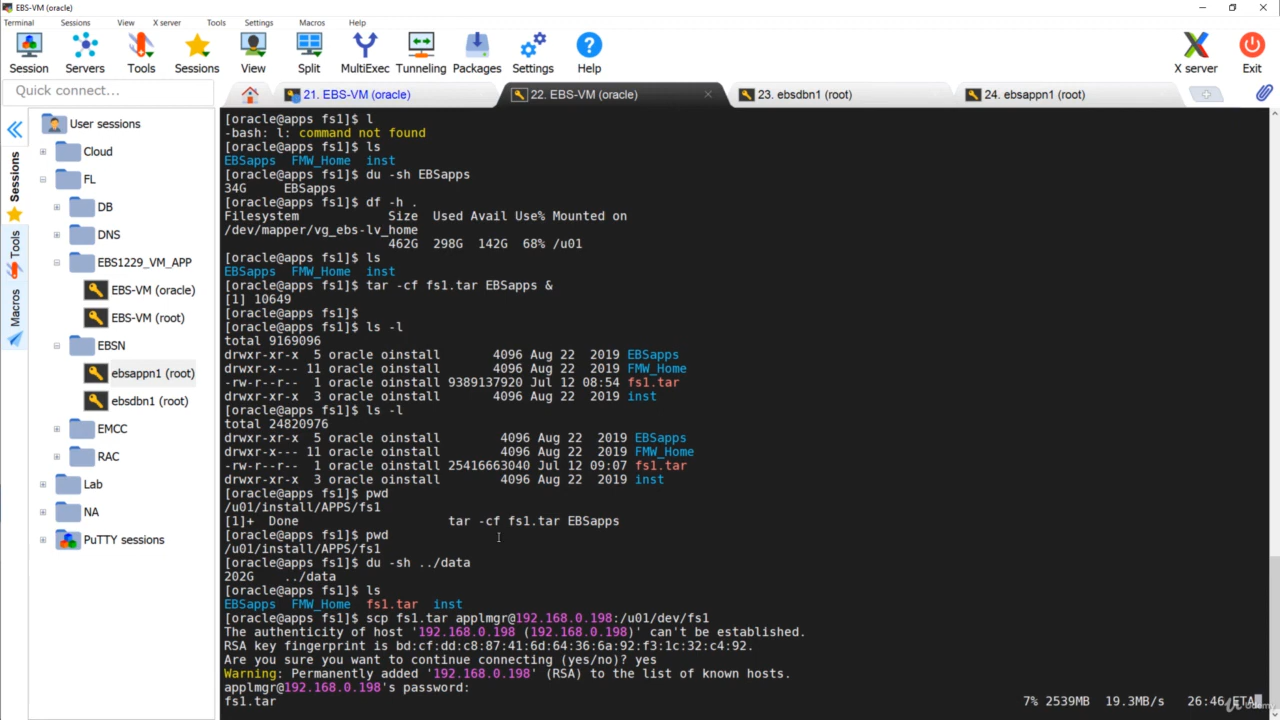 EBS-VM (oracle)
Terminal Sessions View X server Tools Settings Macros Help
Session Servers Tools Sessions View Split MultiExec Tunneling Packages Settings Help X server Exit
Quick connect...
21. EBS-VM (oracle)
22. EBS-VM (oracle)
23. ebsdbn1 (root)
24. ebsappn1 (root)
Sessions
Tools
Macros
User sessions
Cloud
FL
DB
DNS
EBS1229_VM_APP
EBS-VM (oracle)
EBS-VM (root)
EBSN
ebsappn1 (root)
ebsdbn1 (root)
EMCC
RAC
Lab
NA
PuTTY sessions
[oracle@apps fs1]$ l
-bash: l: command not found
[oracle@apps fs1]$ ls
EBSapps  FMW_Home  inst
[oracle@apps fs1]$ du -sh EBSapps
34G     EBSapps
[oracle@apps fs1]$ df -h .
Filesystem            Size  Used Avail Use% Mounted on
/dev/mapper/vg_ebs-lv_home
                      462G  298G  142G  68% /u01
[oracle@apps fs1]$ ls
EBSapps  FMW_Home  inst
[oracle@apps fs1]$ tar -cf fs1.tar EBSapps &
[1] 10649
[oracle@apps fs1]$
[oracle@apps fs1]$ ls -l
total 9169096
drwxr-xr-x  5 oracle oinstall       4096 Aug 22  2019 EBSapps
drwxr-x--- 11 oracle oinstall       4096 Aug 22  2019 FMW_Home
-rw-r--r--  1 oracle oinstall 9389137920 Jul 12 08:54 fs1.tar
drwxr-xr-x  3 oracle oinstall       4096 Aug 22  2019 inst
[oracle@apps fs1]$ ls -l
total 24820976
drwxr-xr-x  5 oracle oinstall        4096 Aug 22  2019 EBSapps
drwxr-x--- 11 oracle oinstall        4096 Aug 22  2019 FMW_Home
-rw-r--r--  1 oracle oinstall 25416663040 Jul 12 09:07 fs1.tar
drwxr-xr-x  3 oracle oinstall        4096 Aug 22  2019 inst
[oracle@apps fs1]$ pwd
/u01/install/APPS/fs1
[1]+  Done                    tar -cf fs1.tar EBSapps
[oracle@apps fs1]$ pwd
/u01/install/APPS/fs1
[oracle@apps fs1]$ du -sh ../data
202G    ../data
[oracle@apps fs1]$ ls
EBSapps  FMW_Home  fs1.tar  inst
[oracle@apps fs1]$ scp fs1.tar applmgr@192.168.0.198:/u01/dev/fs1
The authenticity of host '192.168.0.198 (192.168.0.198)' can't be established.
RSA key fingerprint is bd:cf:dd:c8:87:41:6d:64:36:6a:92:f3:1c:32:c4:92.
Are you sure you want to continue connecting (yes/no)? yes
Warning: Permanently added '192.168.0.198' (RSA) to the list of known hosts.
applmgr@192.168.0.198's password:
fs1.tar 7% 2539MB 19.3MB/s 26:46 ETA
Udemy